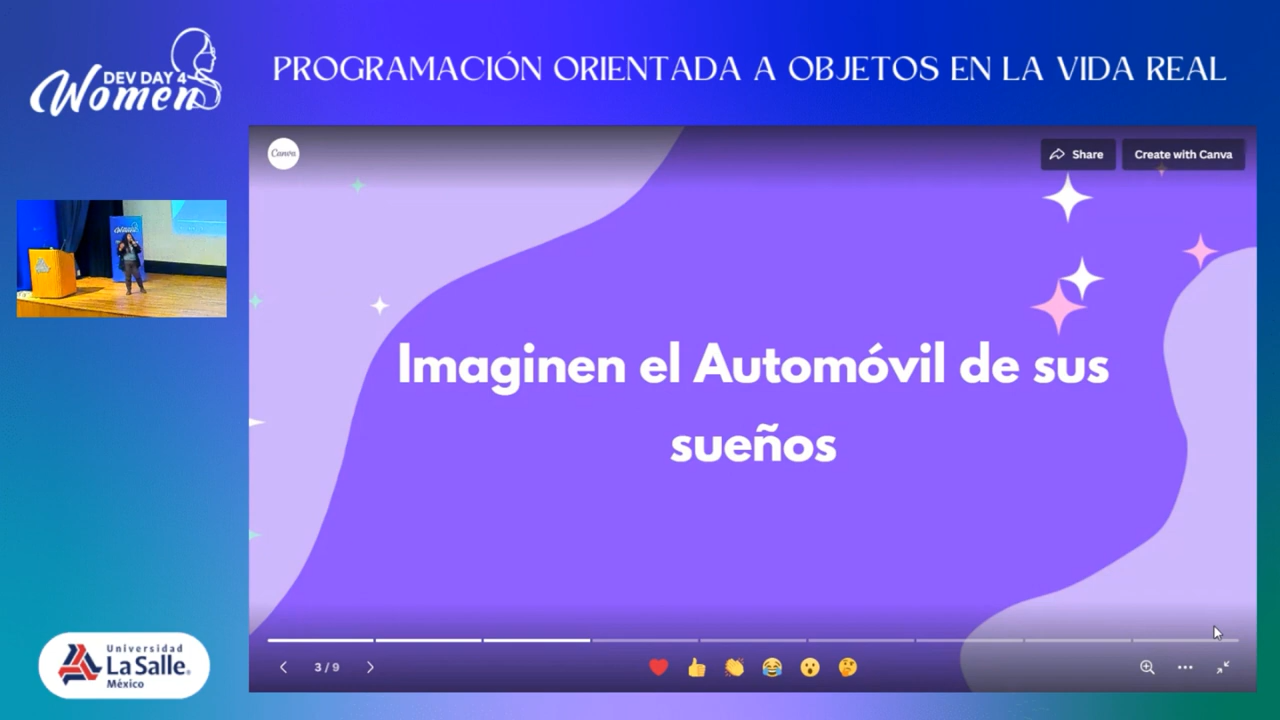 DEV DAY 4
Women
PROGRAMACIÓN ORIENTADA A OBJETOS EN LA VIDA REAL
Canva
Share
Create with Canva
Imaginen el Automóvil de sus
sueños
3 / 9
Universidad
La Salle®
México